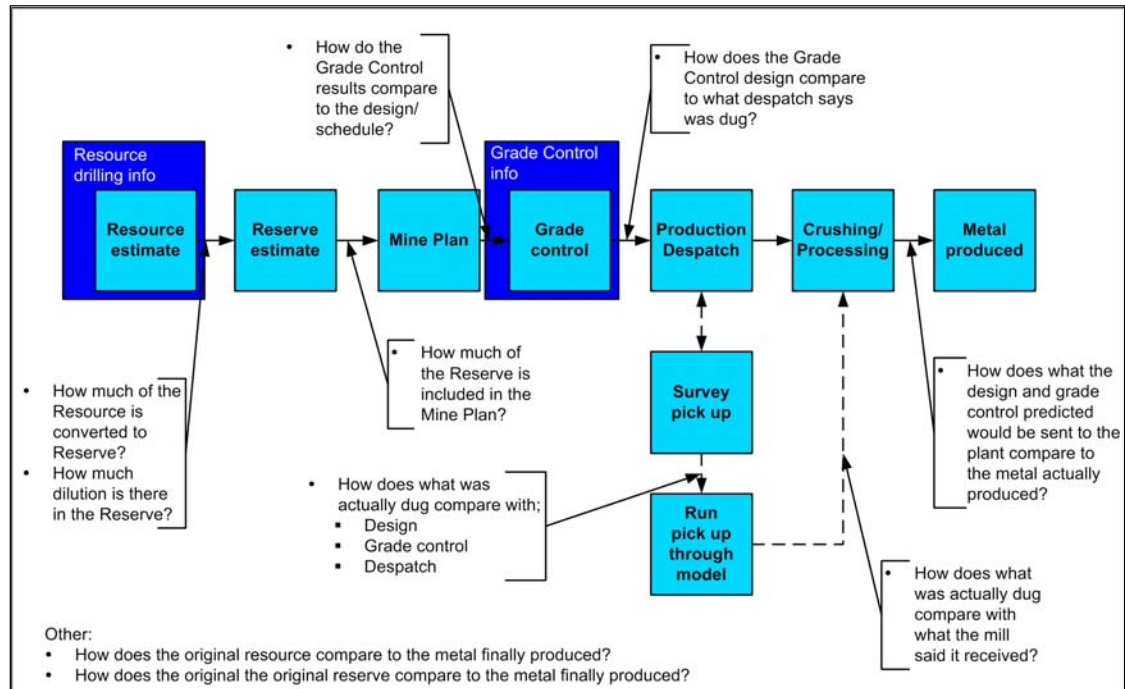 • How do the
Grade Control
results compare
to the design/
schedule?
• How does the Grade
Control design compare
to what despatch says
was dug?
Resource
drilling info
Grade Control
info
Resource
estimate
Reserve
estimate
Mine Plan
Grade
control
Production
Despatch
Crushing/
Processing
Metal
produced
• How much of the
Resource is
converted to
Reserve?
• How much
dilution is there
in the Reserve?
• How much of
the Reserve is
included in the
Mine Plan?
Survey
pick up
• How does what the
design and grade
control predicted
would be sent to the
plant compare to
the metal actually
produced?
• How does what was
actually dug compare with;
▪ Design
▪ Grade control
▪ Despatch
Run
pick up
through
model
• How does what
was actually dug
compare with
what the mill
said it received?
Other:
• How does the original resource compare to the metal finally produced?
• How does the original the original reserve compare to the metal finally produced?